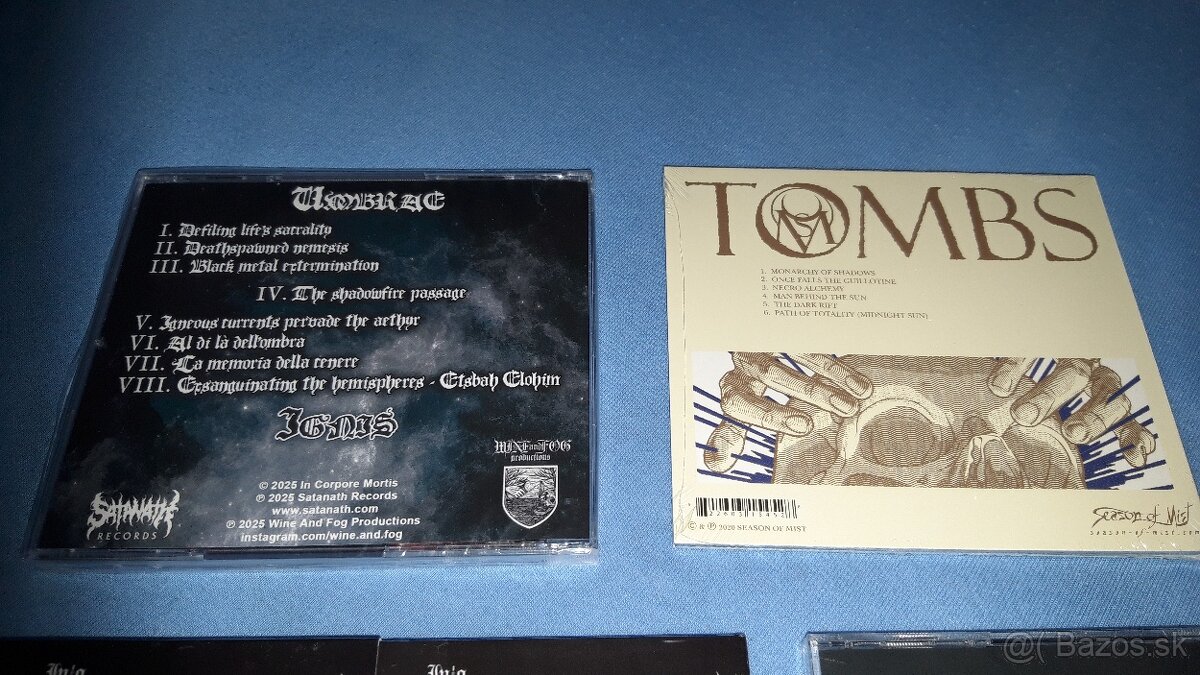 Umbrae
I. Defiling life's sacrality
II. Deathspawned nemesis
III. Black metal extermination
IV. The shadowfire passage
V. Igneous currents pervade the aethyr
VI. Al di là dell'ombra
VII. La memoria della cenere
VIII. Exsanguinating the hemispheres - Etsbah Elohim
Ignis
WINE and FOG
productions
SATANATH
RECORDS
© 2025 In Corpore Mortis
℗ 2025 Satanath Records
www.satanath.com
℗ 2025 Wine And Fog Productions
instagram.com/wine.and.fog
TOMBS
1. MONARCHY OF SHADOWS
2. ONCE FALLS THE GUILLOTINE
3. NECRO ALCHEMY
4. MAN BEHIND THE SUN
5. THE DARK RIFT
6. PATH OF TOTALITY (MIDNIGHT SUN)
© & ℗ 2020 SEASON OF MIST
Season of Mist
season-of-mist.com
@( Bazos.sk